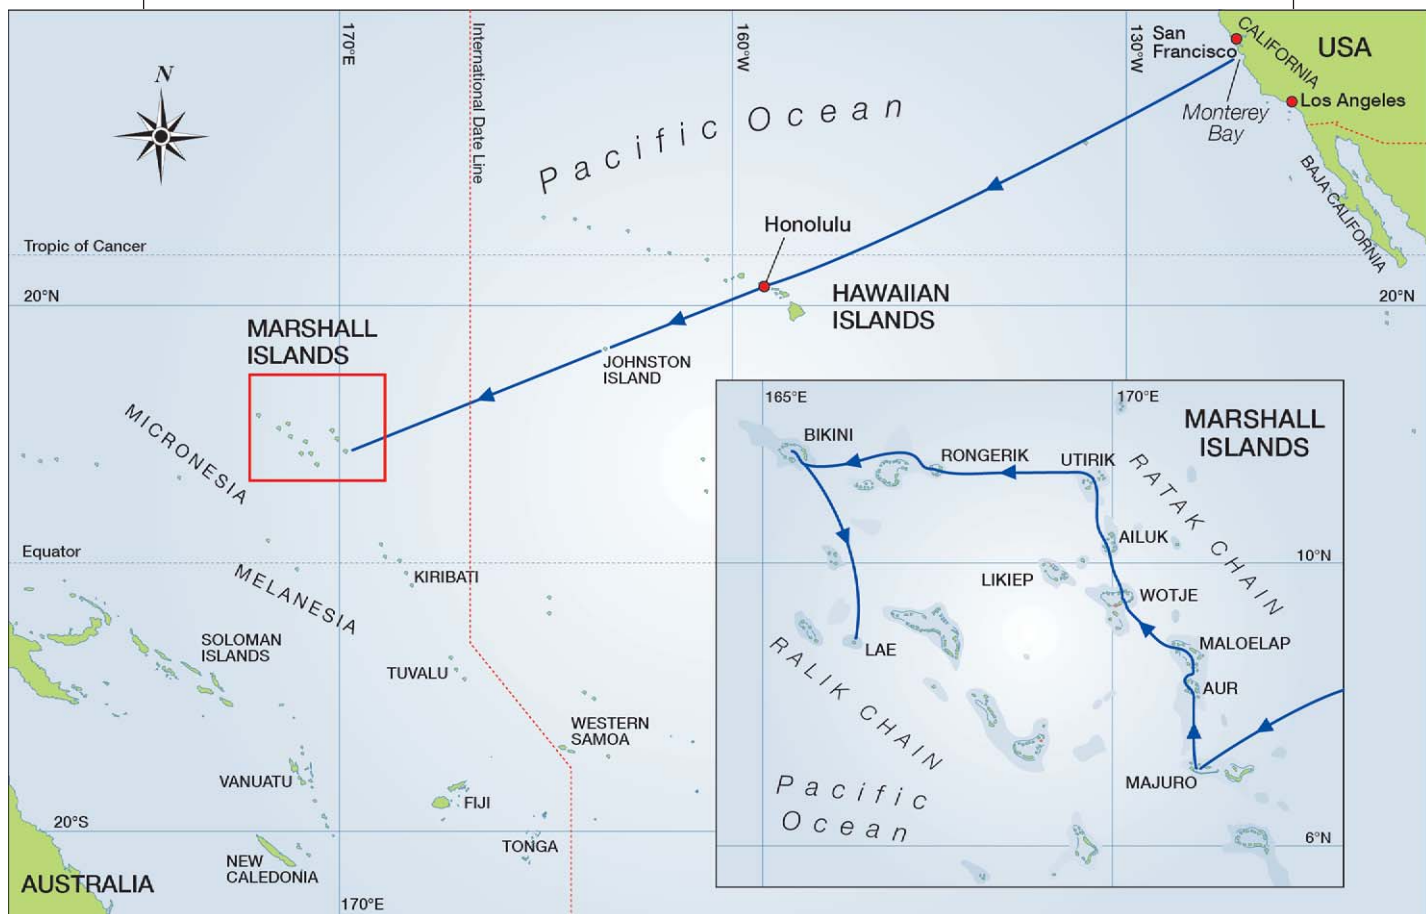 170°E
International Date Line
160°W
130°W
San
Francisco
CALIFORNIA
USA
N
Monterey
Bay
Los Angeles
Pacific Ocean
BAJA CALIFORNIA
Honolulu
Tropic of Cancer
20°N
HAWAIIAN
ISLANDS
20°N
MARSHALL
ISLANDS
JOHNSTON
ISLAND
MICRONESIA
Equator
KIRIBATI
MELANESIA
SOLOMAN
ISLANDS
TUVALU
WESTERN
SAMOA
VANUATU
FIJI
20°S
TONGA
NEW
CALEDONIA
AUSTRALIA
170°E
165°E
170°E
MARSHALL
ISLANDS
BIKINI
RONGERIK
UTIRIK
RATAK CHAIN
AILUK
10°N
LIKIEP
WOTJE
LAE
MALOELAP
RALIK CHAIN
AUR
MAJURO
Pacific
Ocean
6°N